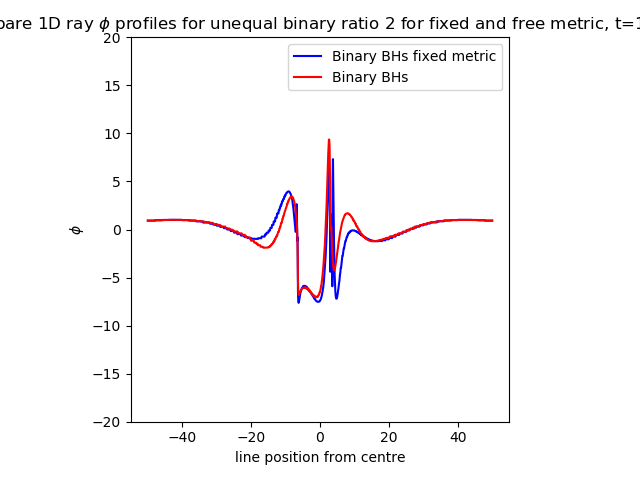 pare 1D ray ϕ profiles for unequal binary ratio 2 for fixed and free metric, t=1
20
15
10
5
0
−5
−10
−15
−20
ϕ
Binary BHs fixed metric
Binary BHs
−40 −20 0 20 40
line position from centre